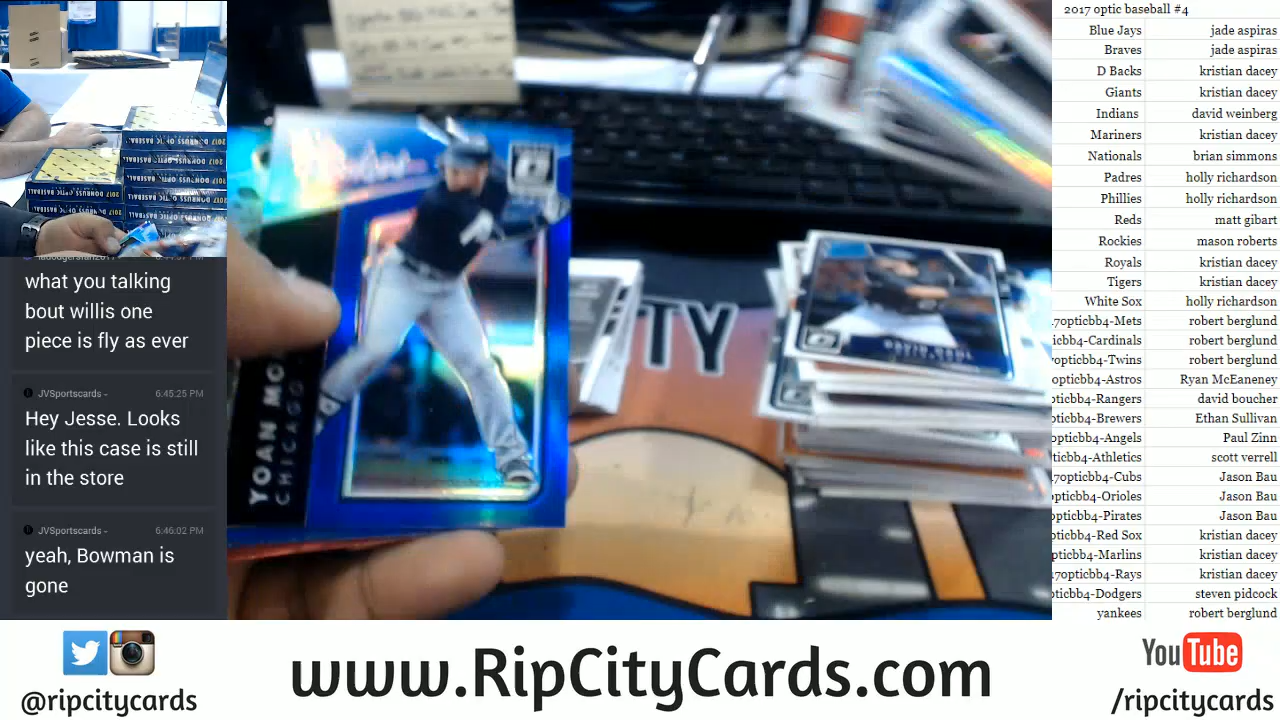 2017 optic baseball #4
Blue Jays jade aspiras
Braves jade aspiras
D Backs kristian dacey
Giants kristian dacey
Indians david weinberg
Mariners kristian dacey
Nationals brian simmons
Padres holly richardson
Phillies holly richardson
Reds matt gibart
Rockies mason roberts
Royals kristian dacey
Tigers kristian dacey
White Sox holly richardson
17opticbb4-Mets robert berglund
icbb4-Cardinals robert berglund
opticbb4-Twins robert berglund
opticbb4-Astros Ryan McEaneney
opticbb4-Rangers david boucher
opticbb4-Brewers Ethan Sullivan
opticbb4-Angels Paul Zinn
pticbb4-Athletics scott verrell
17opticbb4-Cubs Jason Bau
opticbb4-Orioles Jason Bau
opticbb4-Pirates Jason Bau
opticbb4-Red Sox kristian dacey
opticbb4-Marlins kristian dacey
17opticbb4-Rays kristian dacey
pticbb4-Dodgers steven pidcock
yankees robert berglund
what you talking
bout willis one
piece is fly as ever
JVSportscards - 6:45:25 PM
Hey Jesse. Looks
like this case is still
in the store
JVSportscards - 6:46:02 PM
yeah, Bowman is
gone
YOAN MO
CHICAGO
TY
@ripcitycards
www.RipCityCards.com
YouTube
/ripcitycards